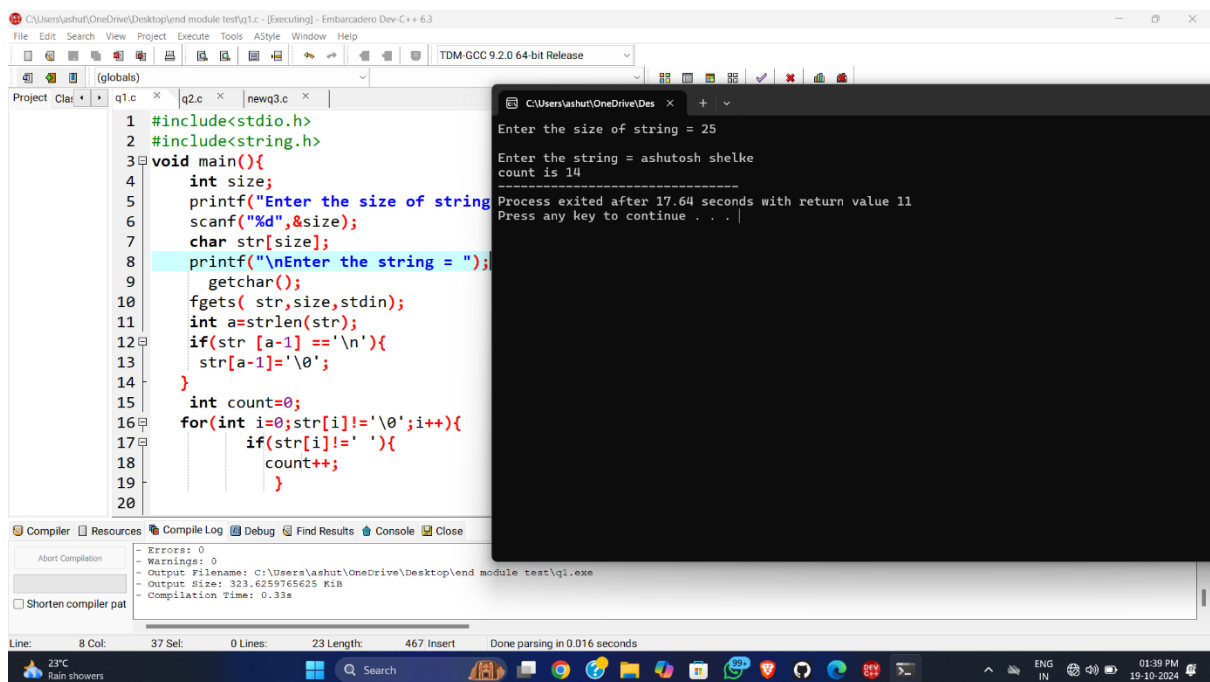 C:\Users\ashut\OneDrive\Desktop\end module test\q1.c - [Executing] - Embarcadero Dev-C++ 6.3
File Edit Search View Project Execute Tools AStyle Window Help
TDM-GCC 9.2.0 64-bit Release
(globals)
Project Clas q1.c × q2.c × newq3.c ×
1 #include<stdio.h>
2 #include<string.h>
3 void main(){
4 int size;
5 printf("Enter the size of string
6 scanf("%d",&size);
7 char str[size];
8 printf("\nEnter the string = ");
9 getchar();
10 fgets( str,size,stdin);
11 int a=strlen(str);
12 if(str [a-1] =='\n'){
13 str[a-1]='\0';
14 }
15 int count=0;
16 for(int i=0;str[i]!='\0';i++){
17 if(str[i]!=' '){
18 count++;
19 }
20
C:\Users\ashut\OneDrive\Des × +
Enter the size of string = 25
Enter the string = ashutosh shelke
count is 14
--------------------------------
Process exited after 17.64 seconds with return value 11
Press any key to continue . . .
Compiler Resources Compile Log Debug Find Results Console Close
Abort Compilation
Shorten compiler pat
- Errors: 0
- Warnings: 0
- Output Filename: C:\Users\ashut\OneDrive\Desktop\end module test\q1.exe
- Output Size: 323.6259765625 KiB
- Compilation Time: 0.33s
Line: 8 Col: 37 Sel: 0 Lines: 23 Length: 467 Insert Done parsing in 0.016 seconds
23°C
Rain showers
Search
99+
DEV
C++
ENG
IN
01:39 PM
19-10-2024